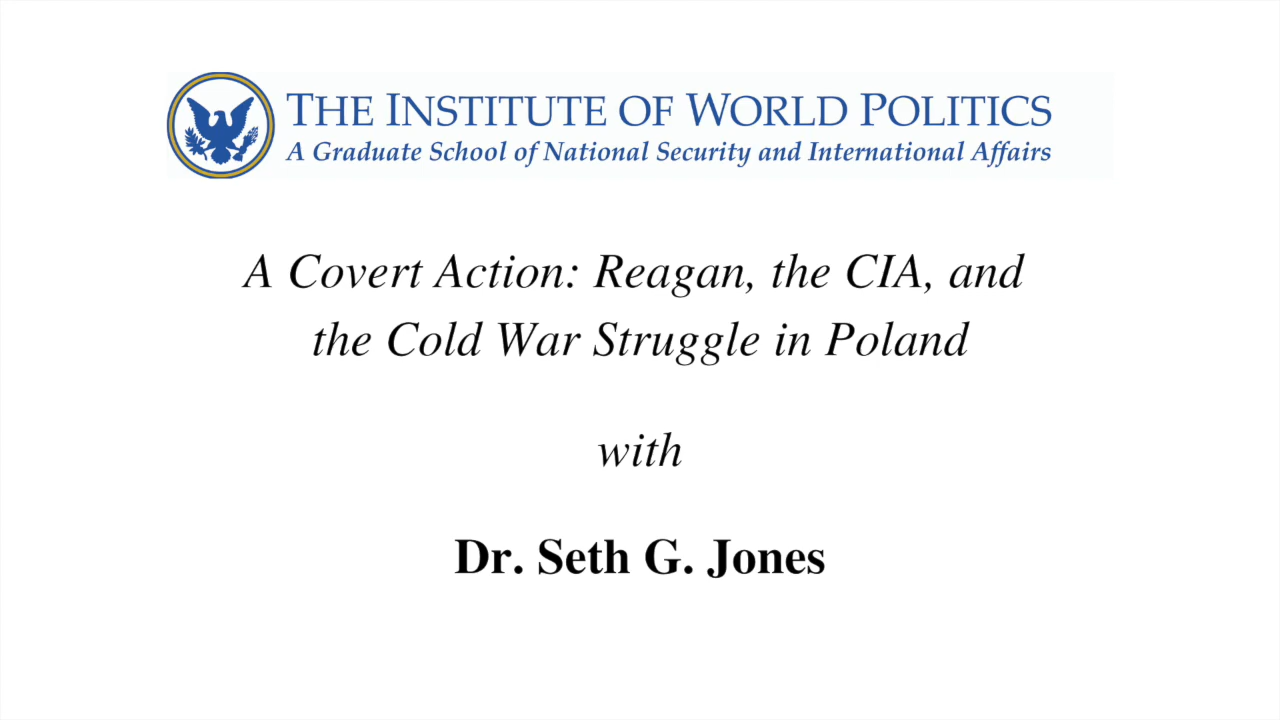 THE INSTITUTE OF WORLD POLITICS
A Graduate School of National Security and International Affairs
A Covert Action: Reagan, the CIA, and
the Cold War Struggle in Poland
with
Dr. Seth G. Jones